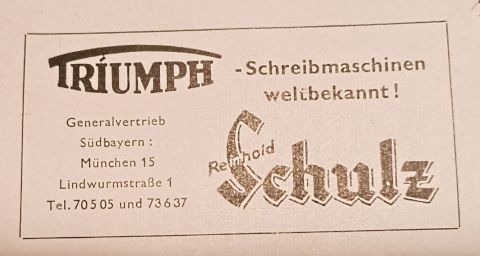 TRIUMPH
-Schreibmaschinen
weltbekannt!
Generalvertrieb
Südbayern:
München 15
Lindwurmstraße 1
Tel. 70505 und 73637
Reinhold
Schulz